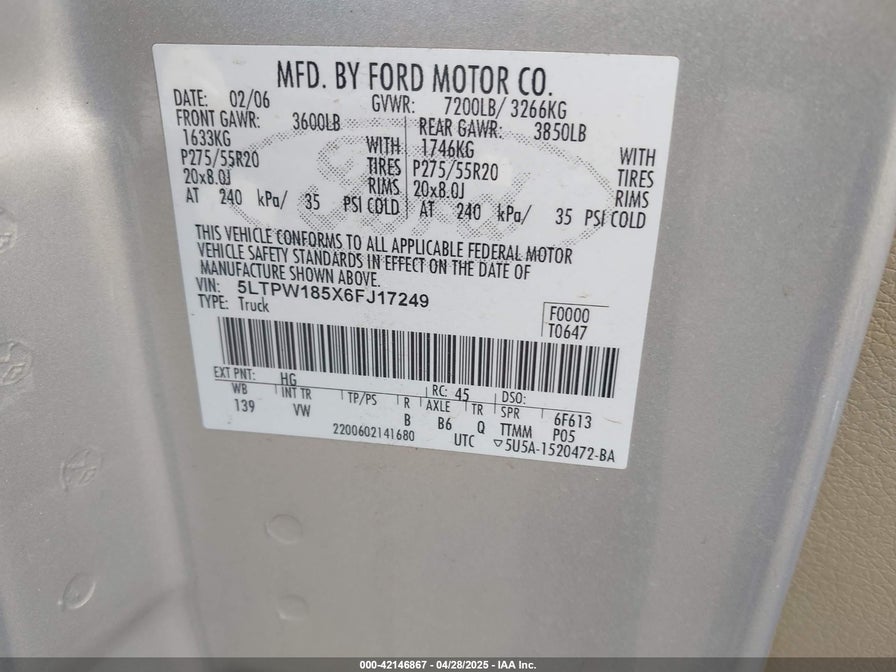 MFD. BY FORD MOTOR CO.
DATE: 02/06 GVWR: 7200LB/ 3266KG
FRONT GAWR: 3600LB REAR GAWR: 3850LB
1633KG WITH 1746KG WITH
P275/55R20 TIRES P275/55R20 TIRES
20x8.0J RIMS 20x8.0J RIMS
AT 240 kPa/ 35 PSI COLD AT 240 kPa/ 35 PSI COLD
THIS VEHICLE CONFORMS TO ALL APPLICABLE FEDERAL MOTOR
VEHICLE SAFETY STANDARDS IN EFFECT ON THE DATE OF
MANUFACTURE SHOWN ABOVE.
VIN: 5LTPW185X6FJ17249
TYPE: Truck
F0000
T0647
EXT PNT: HG RC: 45 DSO:
WB INT TR TP/PS R AXLE TR SPR 6F613
139 VW B B6 Q TTMM P05
2200602141680 UTC ▽5U5A-1520472-BA
000-42146867 - 04/28/2025 - IAA Inc.